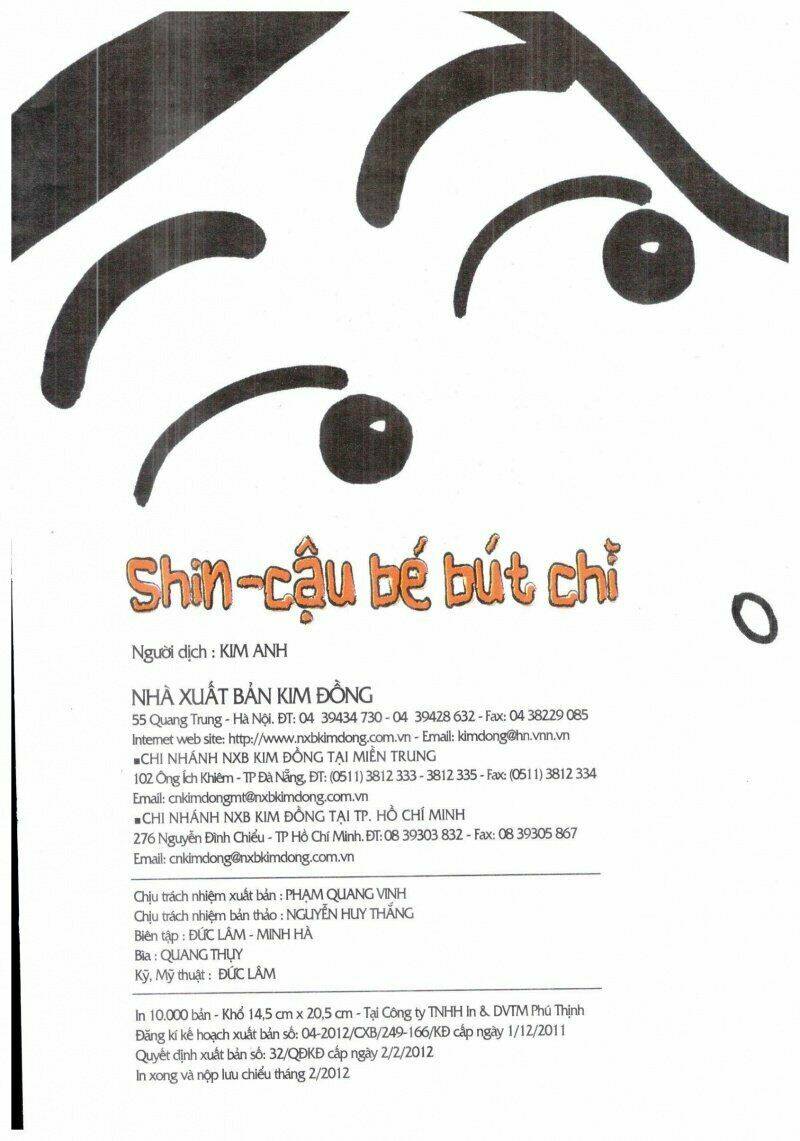 Shin-cậu bé bút chì
Người dịch : KIM ANH
NHÀ XUẤT BẢN KIM ĐỒNG
55 Quang Trung - Hà Nội. ĐT: 04 39434 730 - 04 39428 632 - Fax: 04 38229 085
Internet web site: http://www.nxbkimdong.com.vn - Email: kimdong@hn.vnn.vn
■CHI NHÁNH NXB KIM ĐỒNG TẠI MIỀN TRUNG
102 Ông Ích Khiêm - TP Đà Nẵng, ĐT: (0511) 3812 333 - 3812 335 - Fax: (0511) 3812 334
Email: cnkimdongmt@nxbkimdong.com.vn
■CHI NHÁNH NXB KIM ĐỒNG TẠI TP. HỒ CHÍ MINH
276 Nguyễn Đình Chiểu - TP Hồ Chí Minh. ĐT: 08 39303 832 - Fax: 08 39305 867
Email: cnkimdong@nxbkimdong.com.vn
Chịu trách nhiệm xuất bản : PHẠM QUANG VINH
Chịu trách nhiệm bản thảo : NGUYỄN HUY THẮNG
Biên tập : ĐỨC LÂM - MINH HÀ
Bìa : QUANG THỤY
Kỹ, Mỹ thuật : ĐỨC LÂM
In 10.000 bản - Khổ 14,5 cm x 20,5 cm - Tại Công ty TNHH In & DVTM Phú Thịnh
Đăng kí kế hoạch xuất bản số: 04-2012/CXB/249-166/KĐ cấp ngày 1/12/2011
Quyết định xuất bản số: 32/QĐKĐ cấp ngày 2/2/2012
In xong và nộp lưu chiểu tháng 2/2012